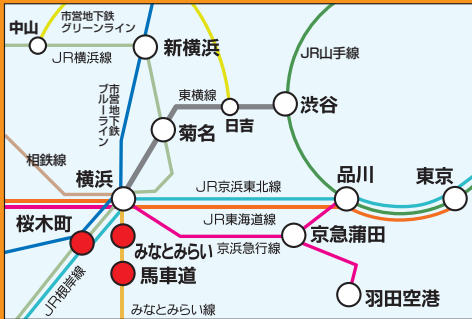 中山
市営地下鉄
グリーンライン
新横浜
JR横浜線
JR山手線
市営地下鉄
ブルーライン
東横線
日吉
渋谷
菊名
相鉄線
横浜
JR京浜東北線
品川
東京
桜木町
JR東海道線
みなとみらい
京浜急行線
京急蒲田
馬車道
JR根岸線
みなとみらい線
羽田空港